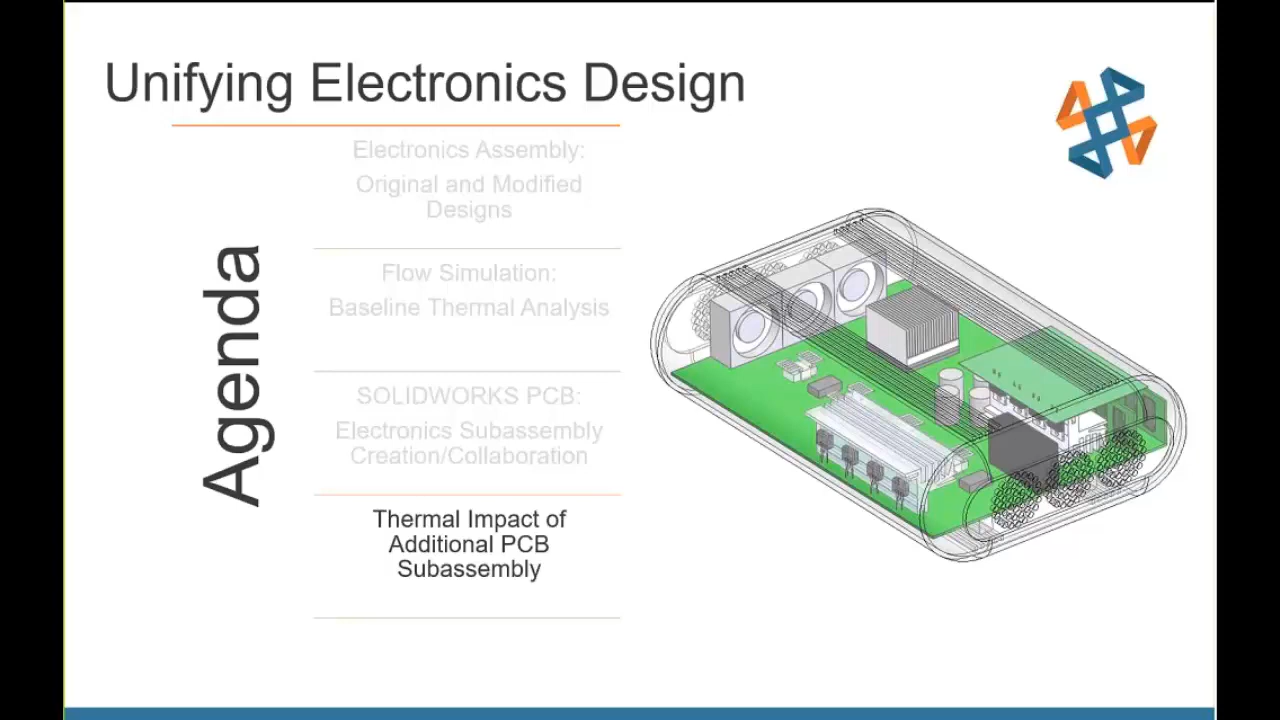 Unifying Electronics Design
Agenda
Electronics Assembly:
Original and Modified
Designs
Flow Simulation:
Baseline Thermal Analysis
SOLIDWORKS PCB:
Electronics Subassembly
Creation/Collaboration
Thermal Impact of
Additional PCB
Subassembly